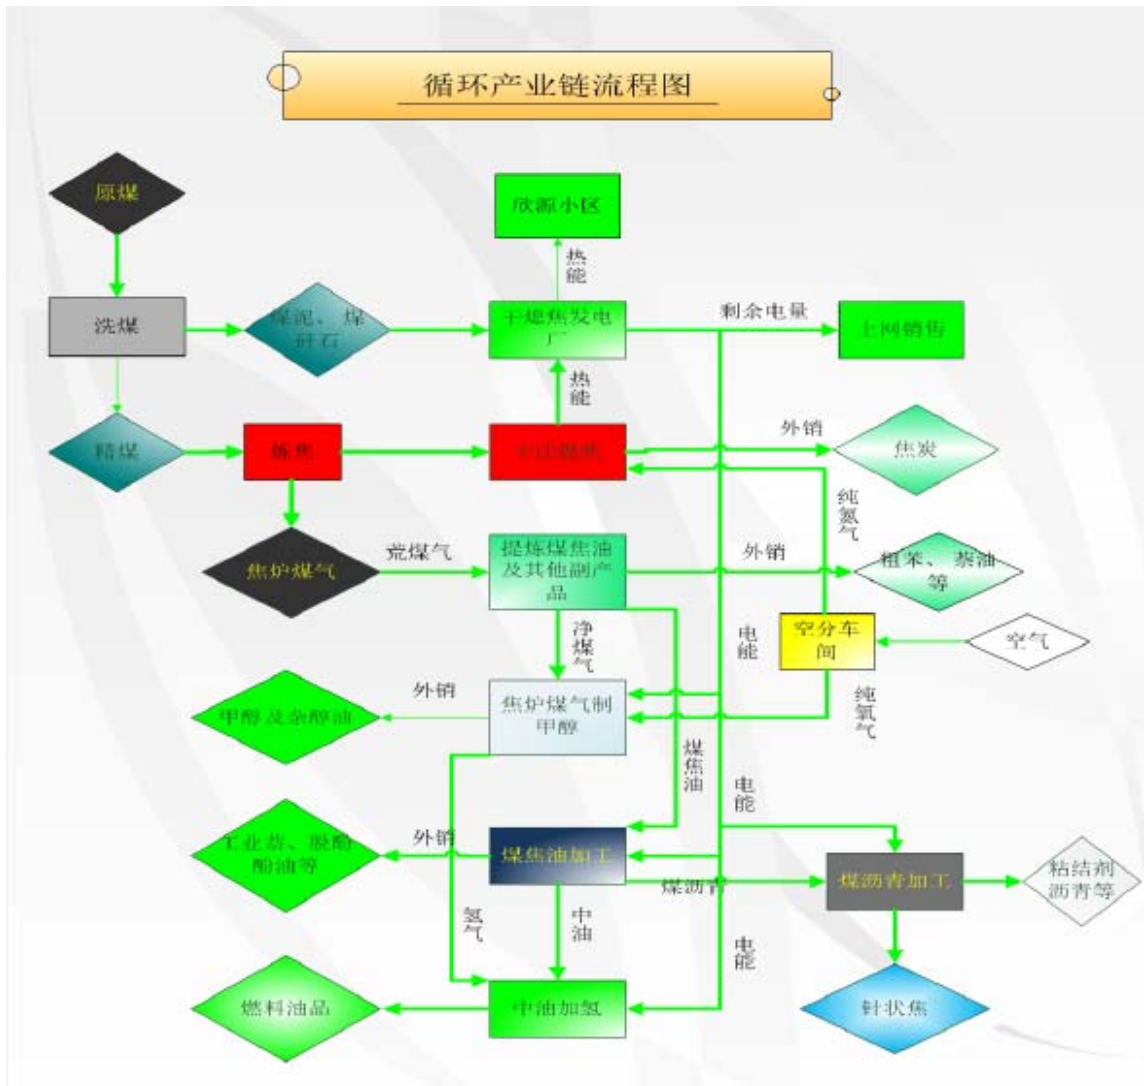 循环产业链流程图
原煤
欣源小区
热能
洗煤
煤泥、煤
矸石
干熄焦发电
厂
剩余电量
上网销售
热能
精煤
炼焦
外销
焦炭
纯氮气
焦炉煤气
荒煤气
提炼煤焦油
及其他副产
品
外销
粗苯、萘油
等
净煤气
电能
空分车
间
空气
甲醇及杂醇油
外销
焦炉煤气制
甲醇
纯氧气
煤焦油
电能
工业萘、脱酚
酚油等
外销
煤焦油加工
煤沥青
煤沥青加工
粘结剂
沥青等
氢气
中油
电能
燃料油品
中油加氢
针状焦